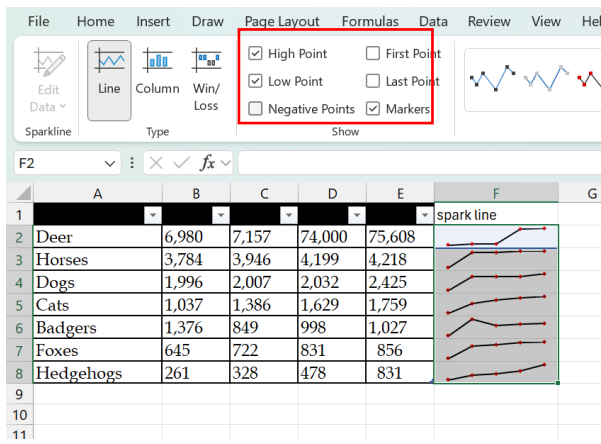 File Home Insert Draw Page Layout Formulas Data Review View Hel
High Point First Point
Low Point Last Point
Negative Points Markers
Edit Data Line Column Win/Loss
Sparkline Type Show
F2 fx
A B C D E F G
1 spark line
2 Deer 6,980 7,157 74,000 75,608
3 Horses 3,784 3,946 4,199 4,218
4 Dogs 1,996 2,007 2,032 2,425
5 Cats 1,037 1,386 1,629 1,759
6 Badgers 1,376 849 998 1,027
7 Foxes 645 722 831 856
8 Hedgehogs 261 328 478 831
9
10
11